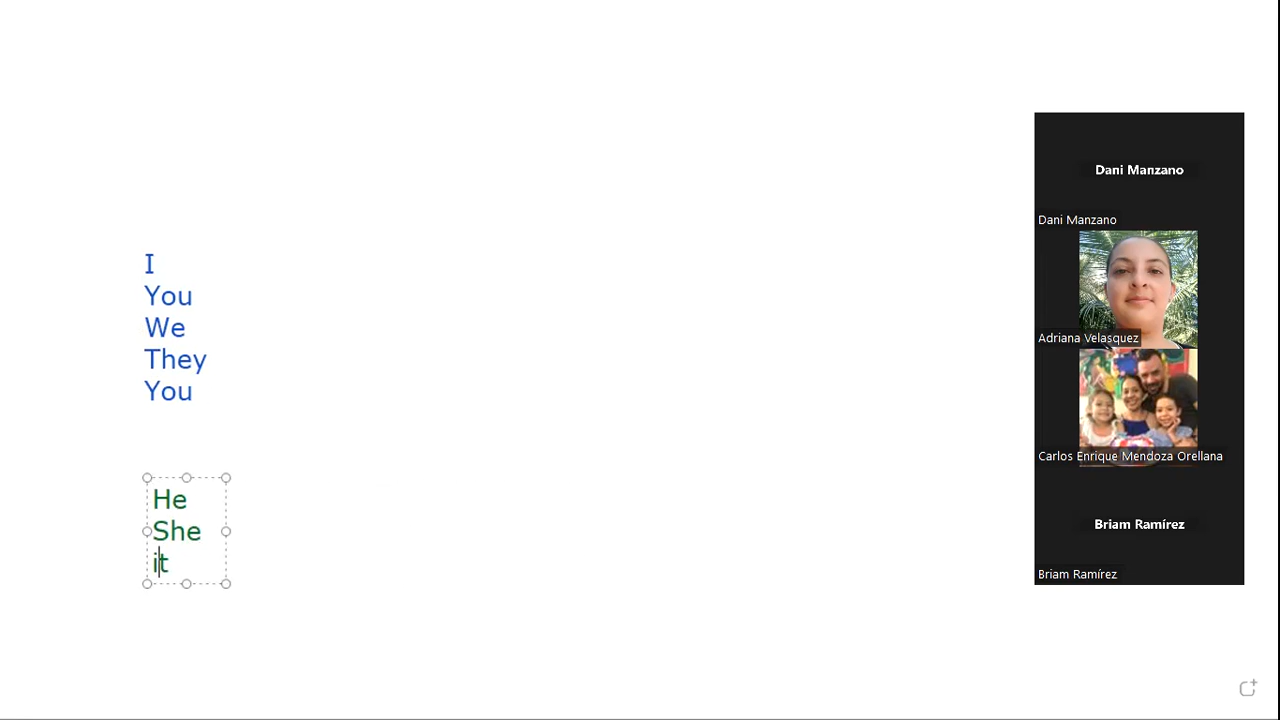 I
You
We
They
You
He
She
it
Dani Manzano
Dani Manzano
Adriana Velasquez
Carlos Enrique Mendoza Orellana
Briam Ramírez
Briam Ramírez